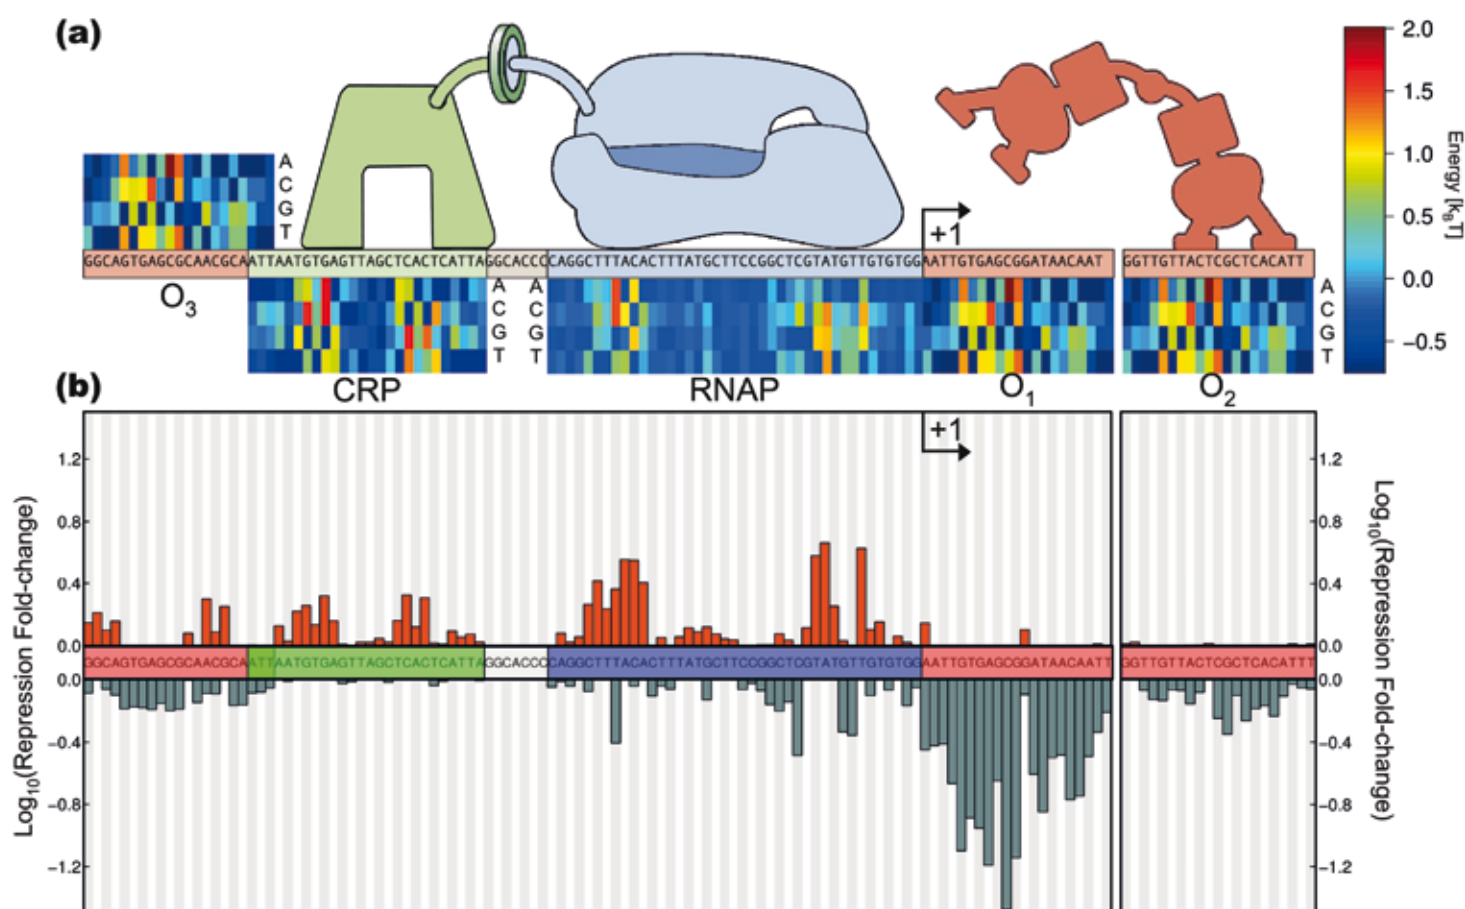 (a)
2.0
1.5
1.0
0.5
0.0
−0.5
Energy [kBT]
A
C
G
T
+1
GGCAGTGAGCGCAACGCAATTAATGTGAGTTAGCTCACTCATTAGGCACCCCAGGCTTTACACTTTATGCTTCCGGCTCGTATGTTGTGTGGAATTGTGAGCGGATAACAAT GGTTGTTACTCGCTCACATT
O3
A
C
G
T
A
C
G
T
A
C
G
T
CRP RNAP O1 O2
(b)
+1
Log10(Repression Fold-change)
1.2
0.8
0.4
0.0
0.0
−0.4
−0.8
−1.2
GGCAGTGAGCGCAACGCAATTAATGTGAGTTAGCTCACTCATTAGGCACCCCAGGCTTTACACTTTATGCTTCCGGCTCGTATGTTGTGTGGAATTGTGAGCGGATAACAATT GGTTGTTACTCGCTCACATTT
1.2
0.8
0.4
0.0
0.0
−0.4
−0.8
−1.2
Log10(Repression Fold-change)